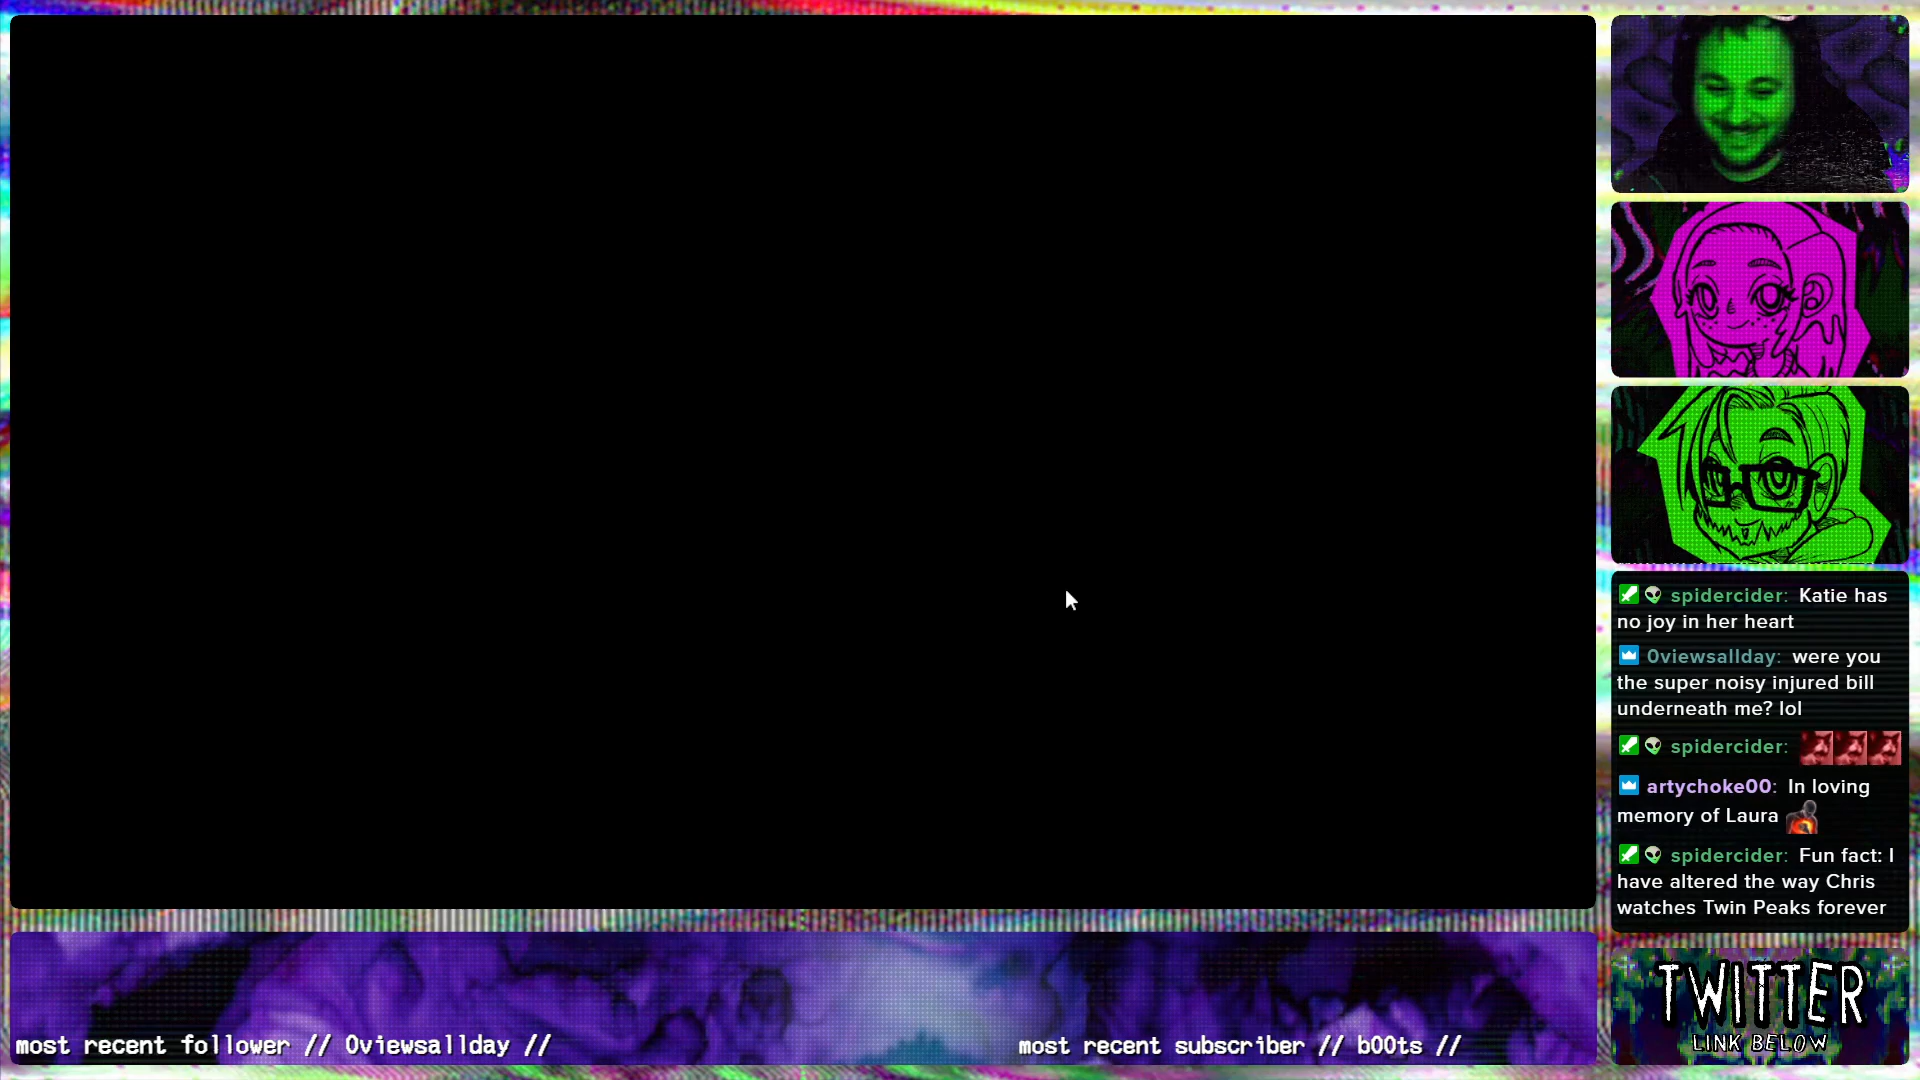 spidercider: Katie has
no joy in her heart
0viewsallday: were you
the super noisy injured bill
underneath me? lol
spidercider:
artychoke00: In loving
memory of Laura
spidercider: Fun fact: I
have altered the way Chris
watches Twin Peaks forever
most recent follower // 0viewsallday //
most recent subscriber // b00ts //
TWITTER
LINK BELOW